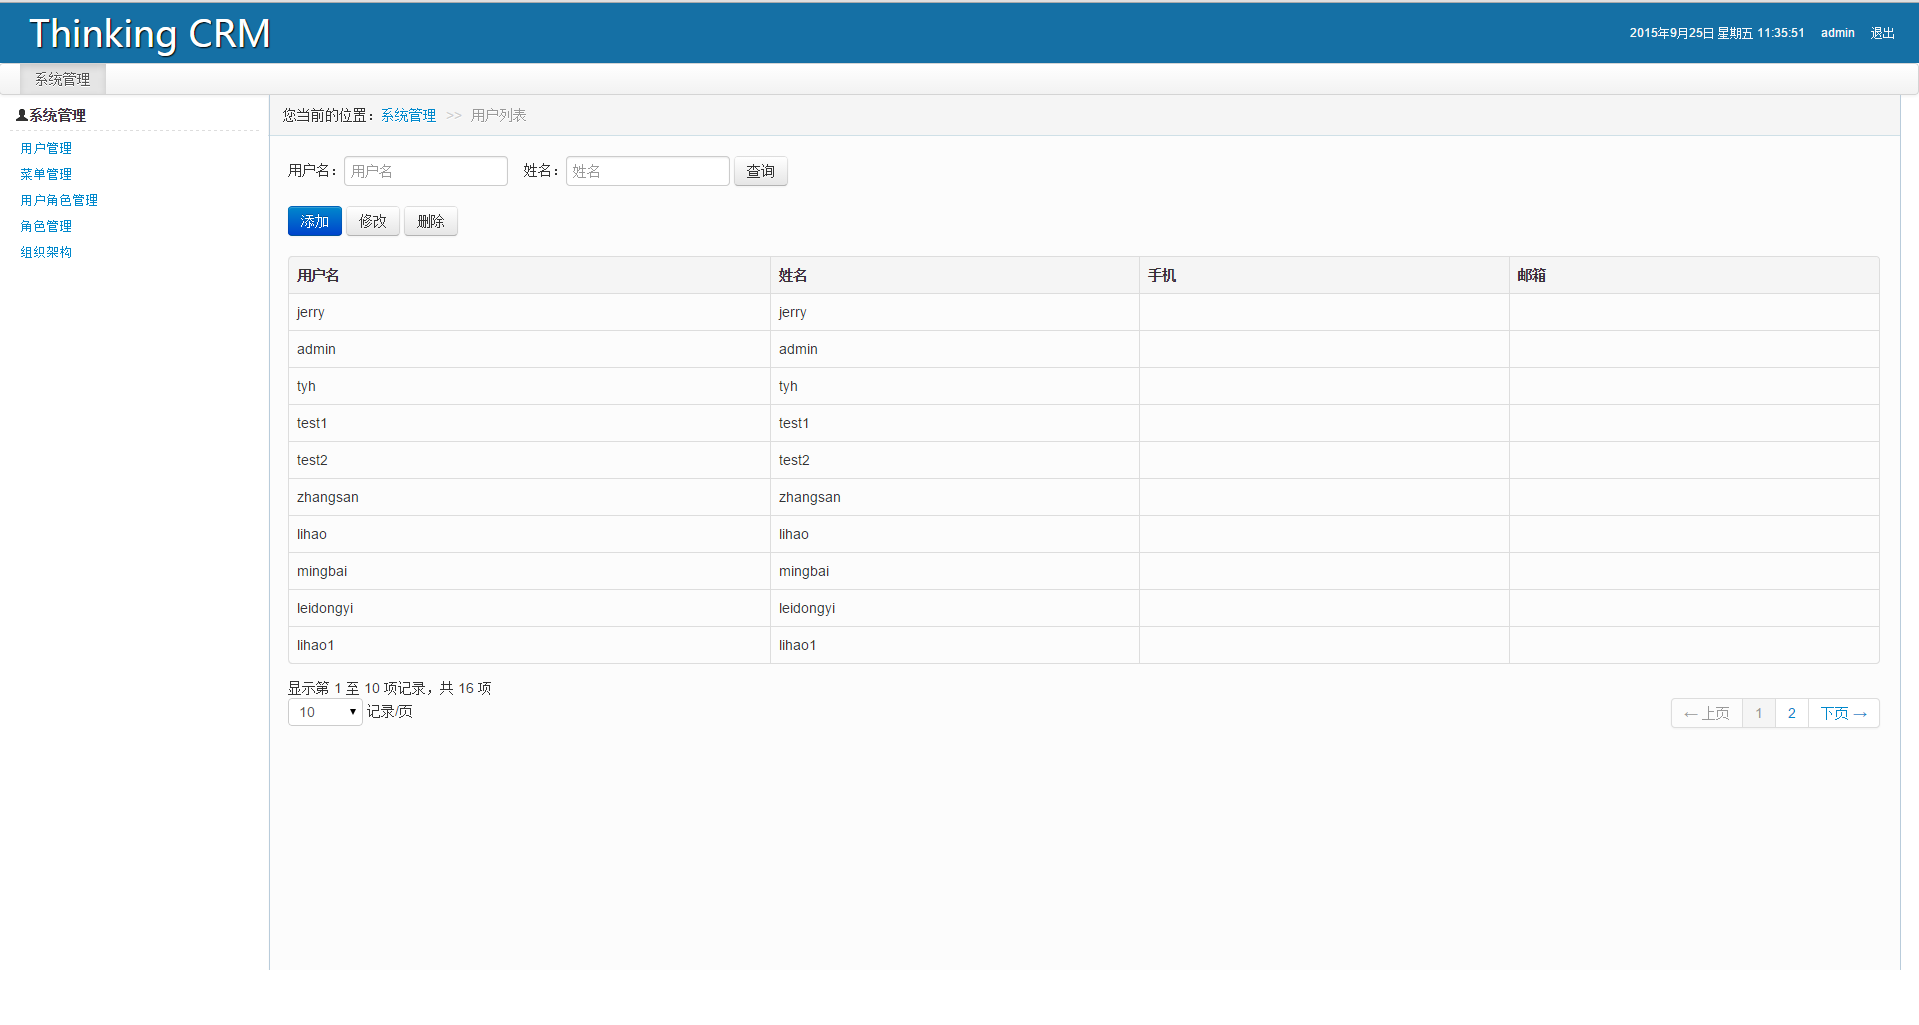 Thinking CRM
2015年9月25日 星期五 11:35:51 admin 退出
系统管理
系统管理
用户管理
菜单管理
用户角色管理
角色管理
组织架构
您当前的位置：系统管理 >> 用户列表
用户名： 用户名 姓名： 姓名 查询
添加 修改 删除
用户名 姓名 手机 邮箱
jerry jerry
admin admin
tyh tyh
test1 test1
test2 test2
zhangsan zhangsan
lihao lihao
mingbai mingbai
leidongyi leidongyi
lihao1 lihao1
显示第 1 至 10 项记录，共 16 项
10 记录/页
← 上页 1 2 下页 →